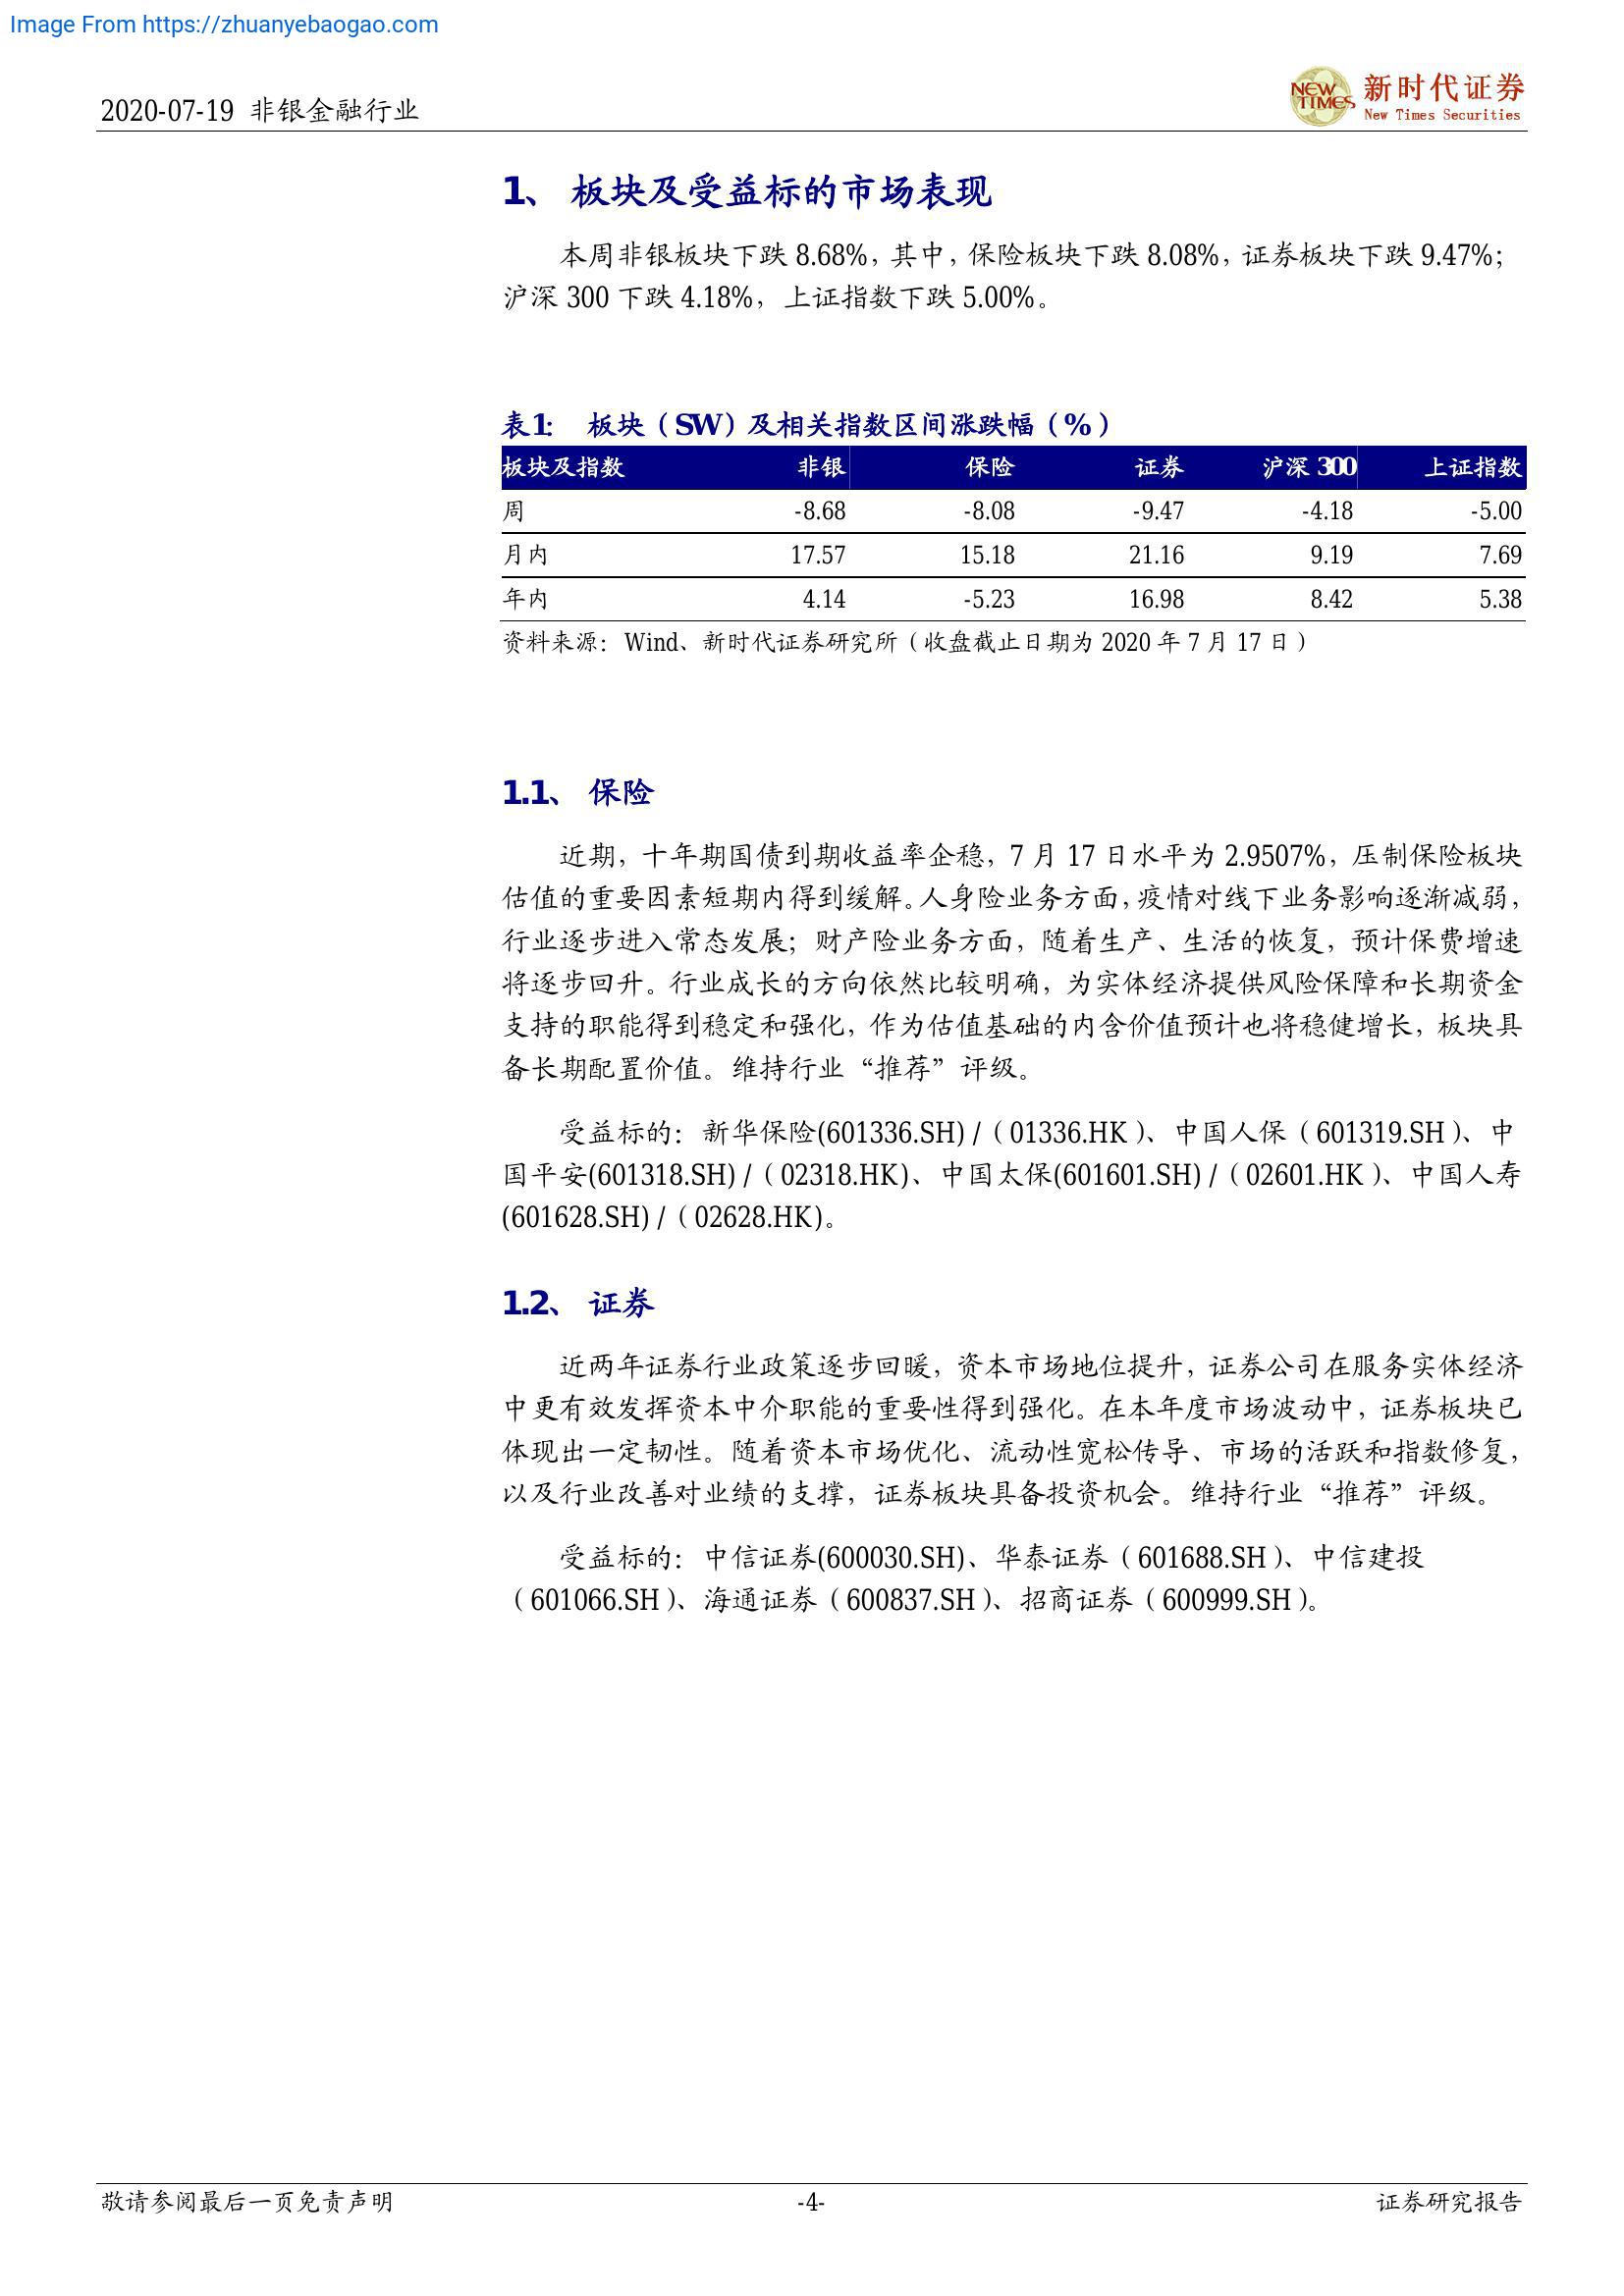 Image From https://zhuanyebaogao.com
2020-07-19 非银金融行业
NEW TIMES 新时代证券
New Times Securities
1、 板块及受益标的市场表现
本周非银板块下跌 8.68%，其中，保险板块下跌 8.08%，证券板块下跌 9.47%；
沪深 300 下跌 4.18%，上证指数下跌 5.00%。
表1： 板块（SW）及相关指数区间涨跌幅（%）
板块及指数 非银 保险 证券 沪深 300 上证指数
周 -8.68 -8.08 -9.47 -4.18 -5.00
月内 17.57 15.18 21.16 9.19 7.69
年内 4.14 -5.23 16.98 8.42 5.38
资料来源：Wind、新时代证券研究所（收盘截止日期为 2020 年 7 月 17 日）
1.1、 保险
近期，十年期国债到期收益率企稳，7 月 17 日水平为 2.9507%，压制保险板块
估值的重要因素短期内得到缓解。人身险业务方面，疫情对线下业务影响逐渐减弱，
行业逐步进入常态发展；财产险业务方面，随着生产、生活的恢复，预计保费增速
将逐步回升。行业成长的方向依然比较明确，为实体经济提供风险保障和长期资金
支持的职能得到稳定和强化，作为估值基础的内含价值预计也将稳健增长，板块具
备长期配置价值。维持行业“推荐”评级。
受益标的：新华保险(601336.SH) /（01336.HK）、中国人保（601319.SH）、中
国平安(601318.SH) /（02318.HK)、中国太保(601601.SH) /（02601.HK）、中国人寿
(601628.SH) /（02628.HK)。
1.2、 证券
近两年证券行业政策逐步回暖，资本市场地位提升，证券公司在服务实体经济
中更有效发挥资本中介职能的重要性得到强化。在本年度市场波动中，证券板块已
体现出一定韧性。随着资本市场优化、流动性宽松传导、市场的活跃和指数修复，
以及行业改善对业绩的支撑，证券板块具备投资机会。维持行业“推荐”评级。
受益标的：中信证券(600030.SH)、华泰证券（601688.SH）、中信建投
（601066.SH）、海通证券（600837.SH）、招商证券（600999.SH）。
敬请参阅最后一页免责声明 -4- 证券研究报告